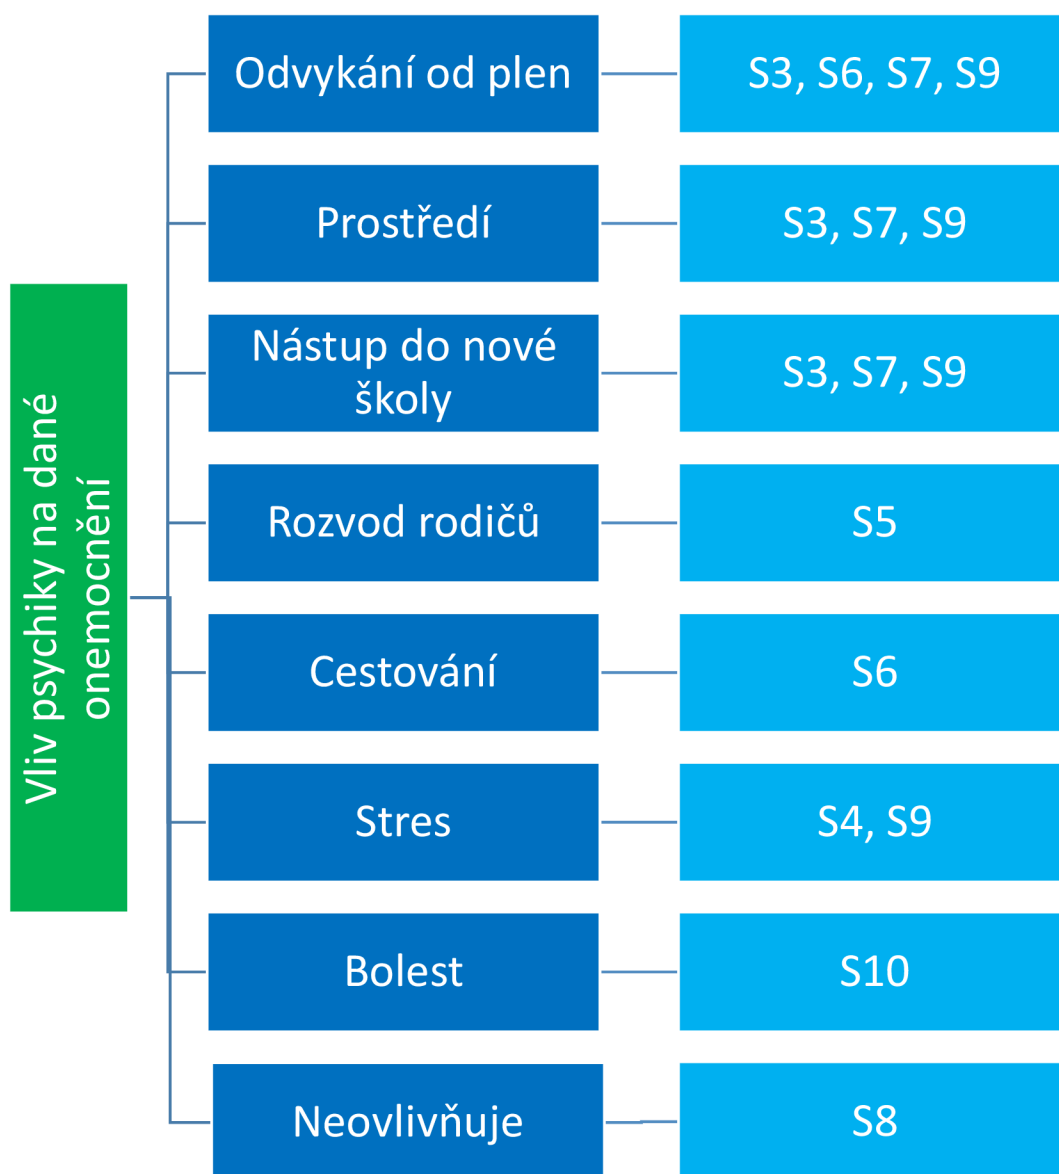 Vliv psychiky na dané
onemocnění
Odvykání od plen
S3, S6, S7, S9
Prostředí
S3, S7, S9
Nástup do nové
školy
S3, S7, S9
Rozvod rodičů
S5
Cestování
S6
Stres
S4, S9
Bolest
S10
Neovlivňuje
S8